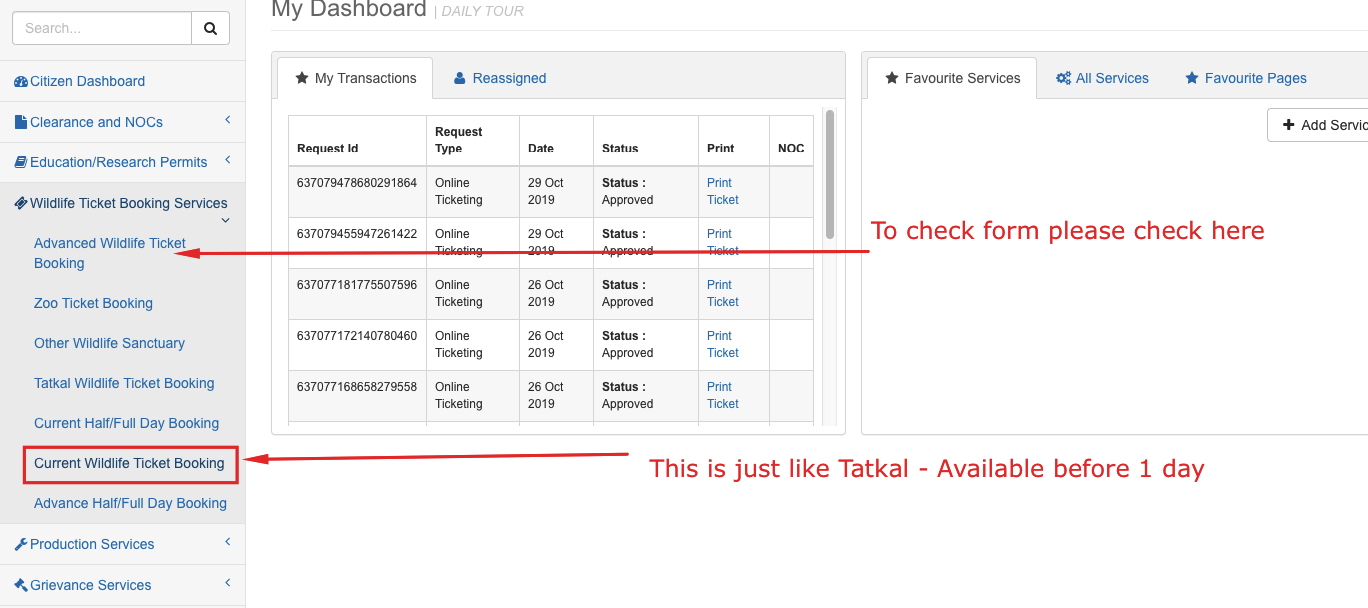 My Dashboard | DAILY TOUR
Search...
Citizen Dashboard
Clearance and NOCs
Education/Research Permits
Wildlife Ticket Booking Services
Advanced Wildlife Ticket
Booking
Zoo Ticket Booking
Other Wildlife Sanctuary
Tatkal Wildlife Ticket Booking
Current Half/Full Day Booking
Current Wildlife Ticket Booking
Advance Half/Full Day Booking
Production Services
Grievance Services
My Transactions Reassigned
Request Id Request Type Date Status Print NOC
637079478680291864 Online Ticketing 29 Oct 2019 Status : Approved Print Ticket
637079455947261422 Online Ticketing 29 Oct 2019 Status : Approved Print Ticket
637077181775507596 Online Ticketing 26 Oct 2019 Status : Approved Print Ticket
637077172140780460 Online Ticketing 26 Oct 2019 Status : Approved Print Ticket
637077168658279558 Online Ticketing 26 Oct 2019 Status : Approved Print Ticket
Favourite Services All Services Favourite Pages
Add Servic
To check form please check here
This is just like Tatkal - Available before 1 day